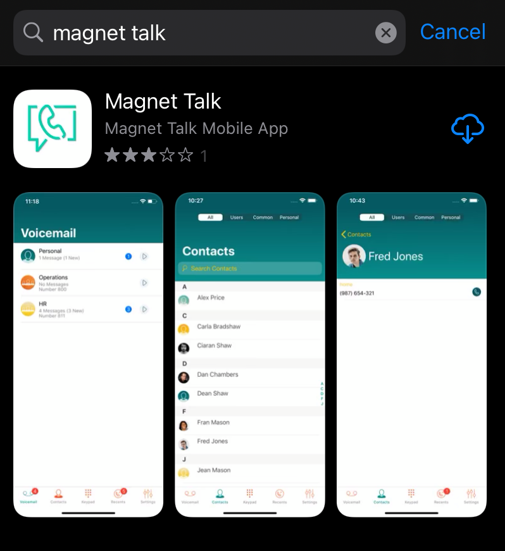 magnet talk
Cancel
Magnet Talk
Magnet Talk Mobile App
1
11:18
Voicemail
Personal
1 Message (1 New)
1
Operations
No Messages
Number 600
HR
4 Messages (3 New)
Number 611
3
Voicemail
Contacts
Keypad
Recents
Settings
10:27
All Users Common Personal
Contacts
Search Contacts
A
Alex Price
C
Carla Bradshaw
Ciaran Shaw
D
Dan Chambers
Dean Shaw
F
Fran Mason
Fred Jones
J
Jean Mason
Voicemail
Contacts
Keypad
Recents
Settings
10:43
All Users Common Personal
Contacts
Fred Jones
(987) 654-321
Voicemail
Contacts
Keypad
Recents
Settings